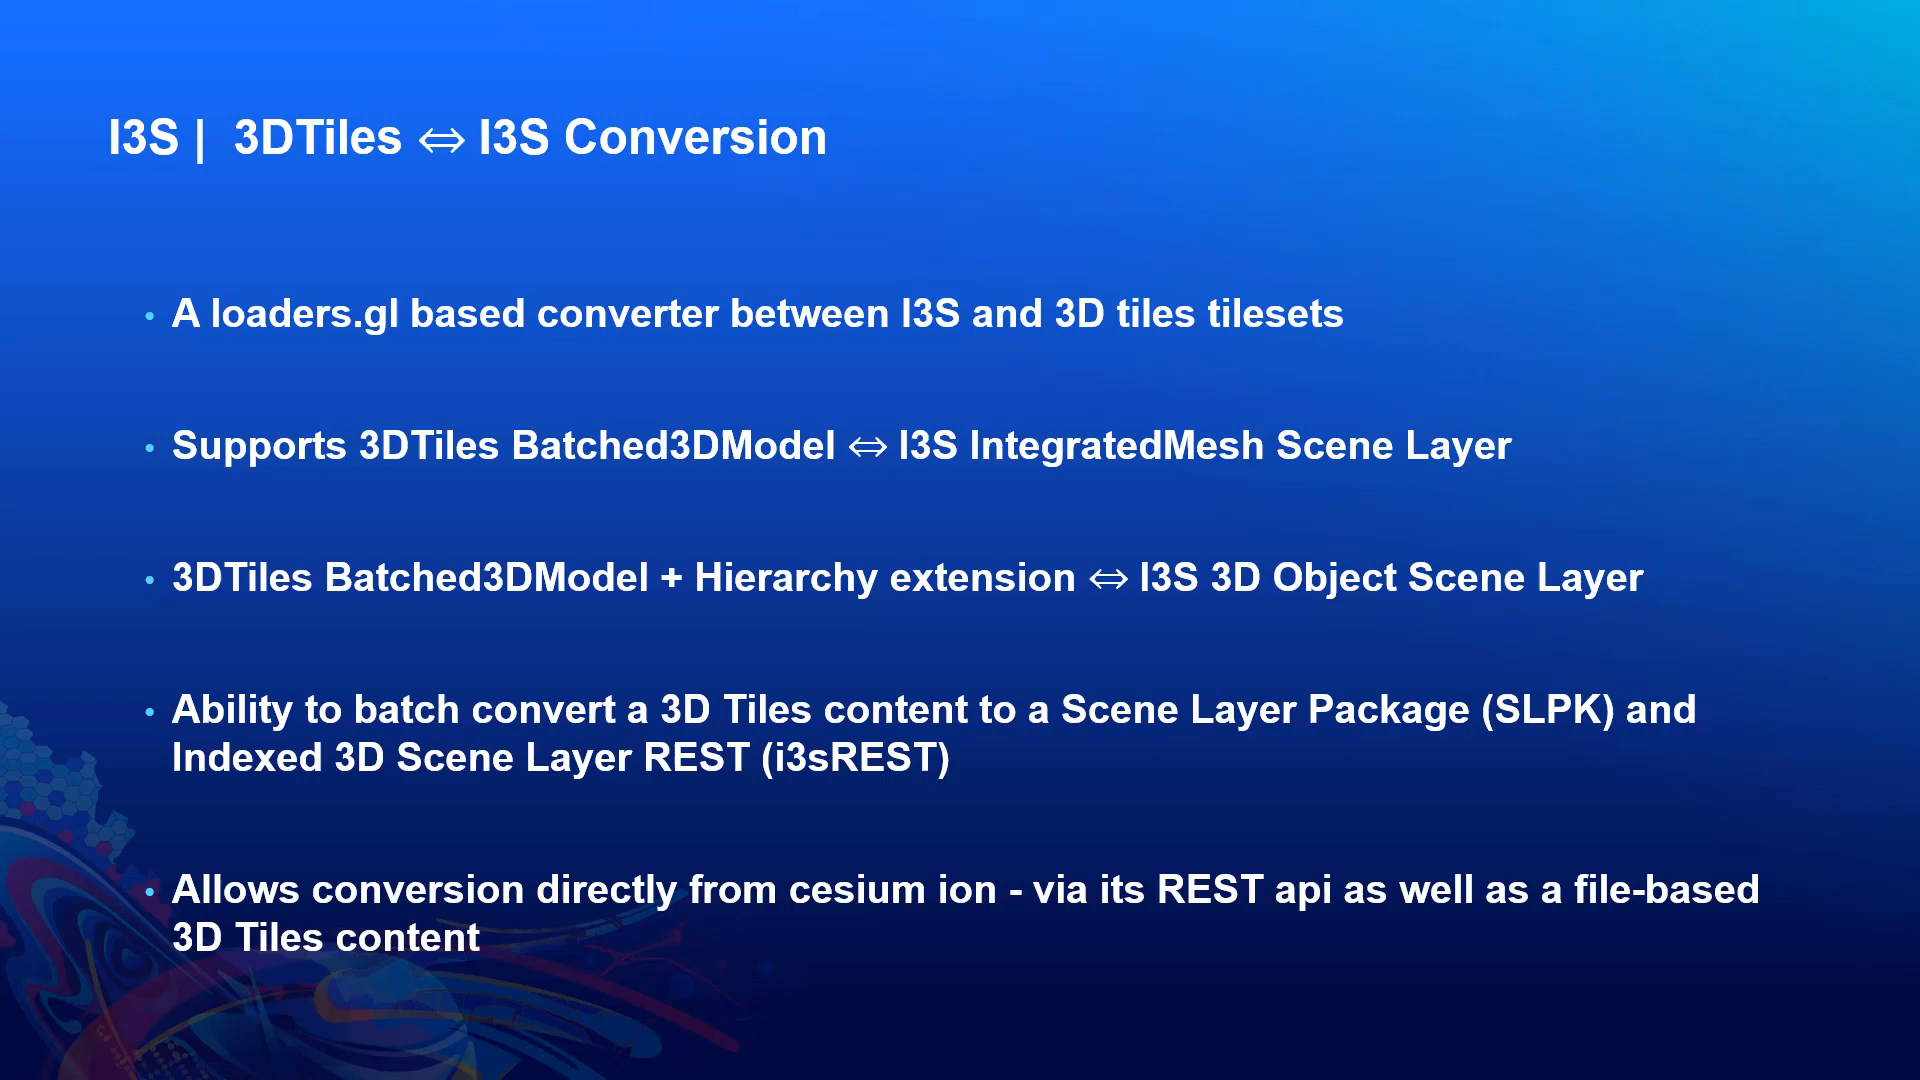 I3S | 3DTiles ⇔ I3S Conversion
• A loaders.gl based converter between I3S and 3D tiles tilesets
• Supports 3DTiles Batched3DModel ⇔ I3S IntegratedMesh Scene Layer
• 3DTiles Batched3DModel + Hierarchy extension ⇔ I3S 3D Object Scene Layer
• Ability to batch convert a 3D Tiles content to a Scene Layer Package (SLPK) and
Indexed 3D Scene Layer REST (i3sREST)
• Allows conversion directly from cesium ion - via its REST api as well as a file-based
3D Tiles content